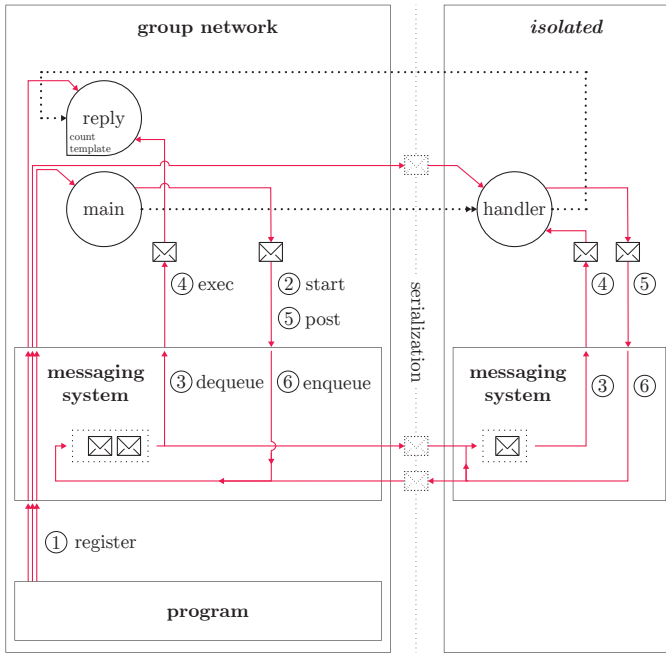 group network
isolated
reply
count
template
main
handler
④ exec
② start
⑤ post
④
⑤
serialization
messaging
system
③ dequeue
⑥ enqueue
messaging
system
③
⑥
① register
program